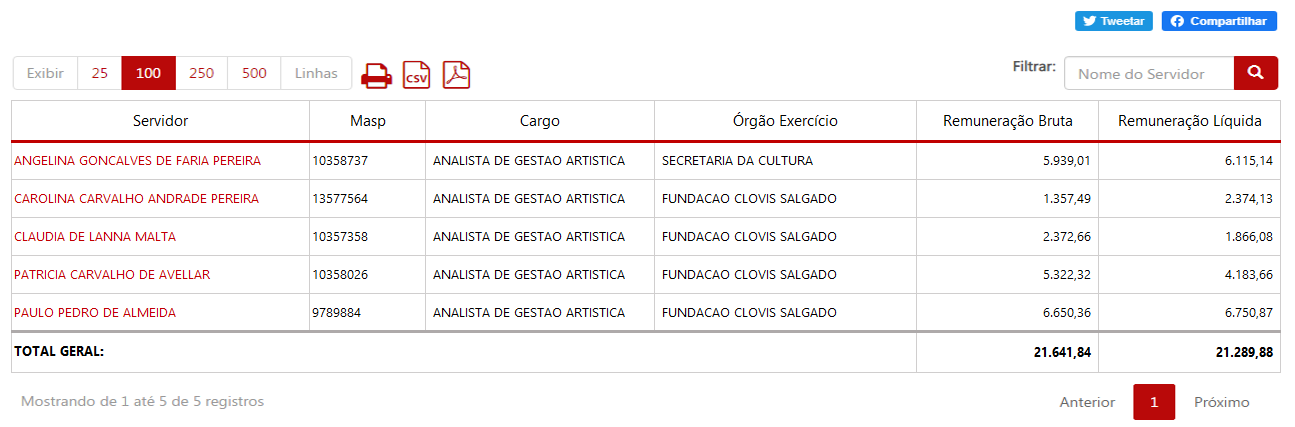 Tweetar Compartilhar
Exibir 25 100 250 500 Linhas CSV Filtrar: Nome do Servidor
Servidor Masp Cargo Órgão Exercício Remuneração Bruta Remuneração Líquida
ANGELINA GONCALVES DE FARIA PEREIRA 10358737 ANALISTA DE GESTAO ARTISTICA SECRETARIA DA CULTURA 5.939,01 6.115,14
CAROLINA CARVALHO ANDRADE PEREIRA 13577564 ANALISTA DE GESTAO ARTISTICA FUNDACAO CLOVIS SALGADO 1.357,49 2.374,13
CLAUDIA DE LANNA MALTA 10357358 ANALISTA DE GESTAO ARTISTICA FUNDACAO CLOVIS SALGADO 2.372,66 1.866,08
PATRICIA CARVALHO DE AVELLAR 10358026 ANALISTA DE GESTAO ARTISTICA FUNDACAO CLOVIS SALGADO 5.322,32 4.183,66
PAULO PEDRO DE ALMEIDA 9789884 ANALISTA DE GESTAO ARTISTICA FUNDACAO CLOVIS SALGADO 6.650,36 6.750,87
TOTAL GERAL: 21.641,84 21.289,88
Mostrando de 1 até 5 de 5 registros Anterior 1 Próximo